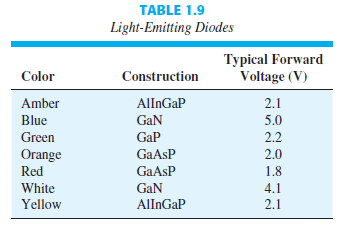 TABLE 1.9
Light-Emitting Diodes
Color Construction Typical Forward Voltage (V)
Amber AlInGaP 2.1
Blue GaN 5.0
Green GaP 2.2
Orange GaAsP 2.0
Red GaAsP 1.8
White GaN 4.1
Yellow AlInGaP 2.1